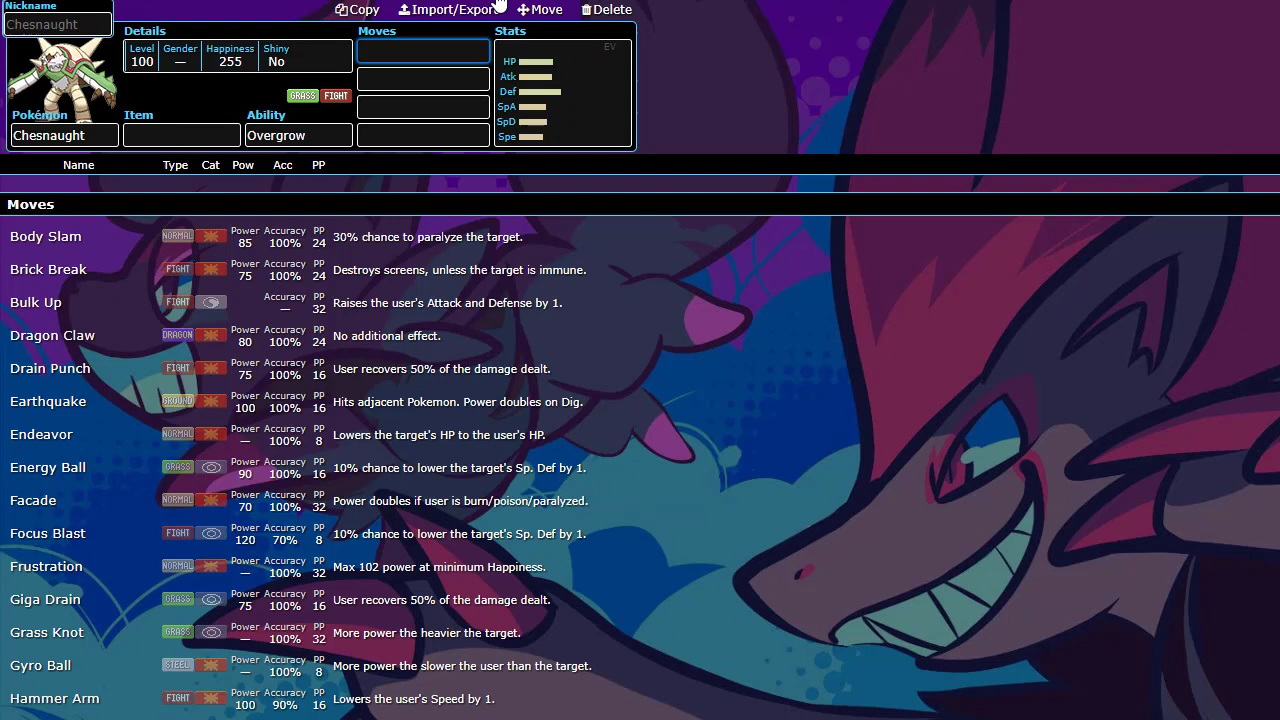 Nickname
Chesnaught
Copy Import/Export Move Delete
Details
Level Gender Happiness Shiny
100 — 255 No
GRASS FIGHT
Pokémon Item Ability
Chesnaught Overgrow
Moves
Stats
EV
HP
Atk
Def
SpA
SpD
Spe
Name Type Cat Pow Acc PP
Moves
Body Slam NORMAL Power 85 Accuracy 100% PP 24 30% chance to paralyze the target.
Brick Break FIGHT Power 75 Accuracy 100% PP 24 Destroys screens, unless the target is immune.
Bulk Up FIGHT Accuracy — PP 32 Raises the user's Attack and Defense by 1.
Dragon Claw DRAGON Power 80 Accuracy 100% PP 24 No additional effect.
Drain Punch FIGHT Power 75 Accuracy 100% PP 16 User recovers 50% of the damage dealt.
Earthquake GROUND Power 100 Accuracy 100% PP 16 Hits adjacent Pokemon. Power doubles on Dig.
Endeavor NORMAL Power — Accuracy 100% PP 8 Lowers the target's HP to the user's HP.
Energy Ball GRASS Power 90 Accuracy 100% PP 16 10% chance to lower the target's Sp. Def by 1.
Facade NORMAL Power 70 Accuracy 100% PP 32 Power doubles if user is burn/poison/paralyzed.
Focus Blast FIGHT Power 120 Accuracy 70% PP 8 10% chance to lower the target's Sp. Def by 1.
Frustration NORMAL Power — Accuracy 100% PP 32 Max 102 power at minimum Happiness.
Giga Drain GRASS Power 75 Accuracy 100% PP 16 User recovers 50% of the damage dealt.
Grass Knot GRASS Power — Accuracy 100% PP 32 More power the heavier the target.
Gyro Ball STEEL Power — Accuracy 100% PP 8 More power the slower the user than the target.
Hammer Arm FIGHT Power 100 Accuracy 90% PP 16 Lowers the user's Speed by 1.